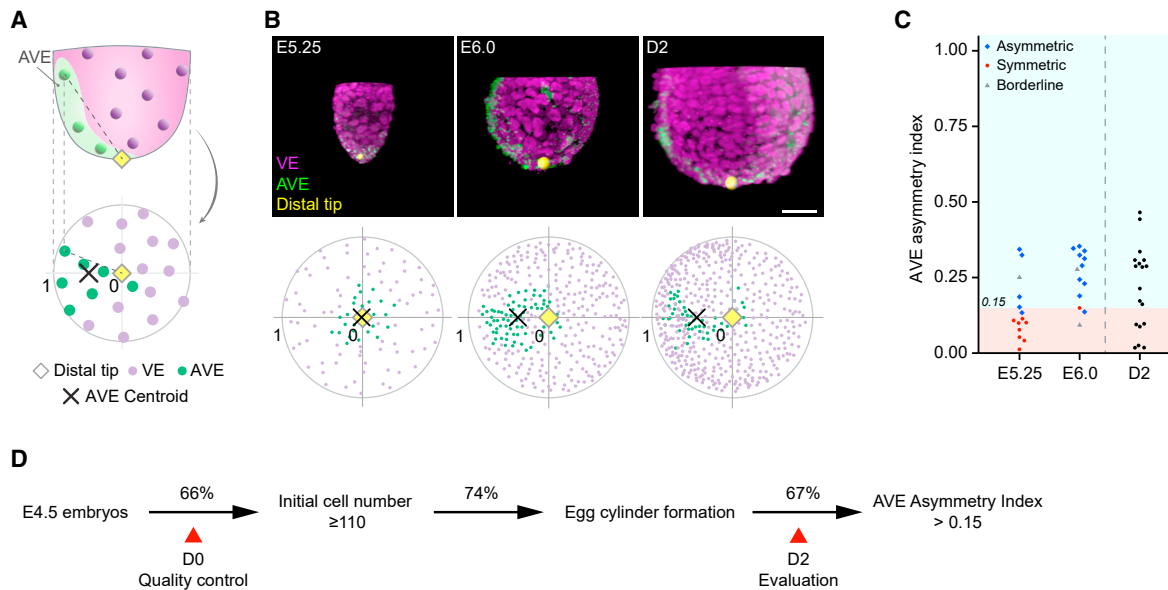 A
AVE
1
0
Distal tip
VE
AVE
AVE Centroid
B
E5.25
E6.0
D2
VE
AVE
Distal tip
1
0
1
0
1
0
C
AVE asymmetry index
1.00
0.75
0.50
0.25
0.00
0.15
Asymmetric
Symmetric
Borderline
E5.25
E6.0
D2
D
E4.5 embryos
66%
D0
Quality control
Initial cell number
≥110
74%
Egg cylinder formation
67%
D2
Evaluation
AVE Asymmetry Index
> 0.15